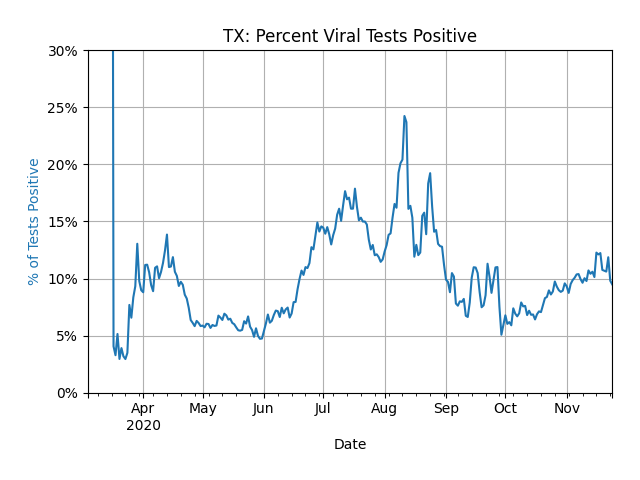 TX: Percent Viral Tests Positive
% of Tests Positive
30%
25%
20%
15%
10%
5%
0%
Apr May Jun Jul Aug Sep Oct Nov
2020
Date